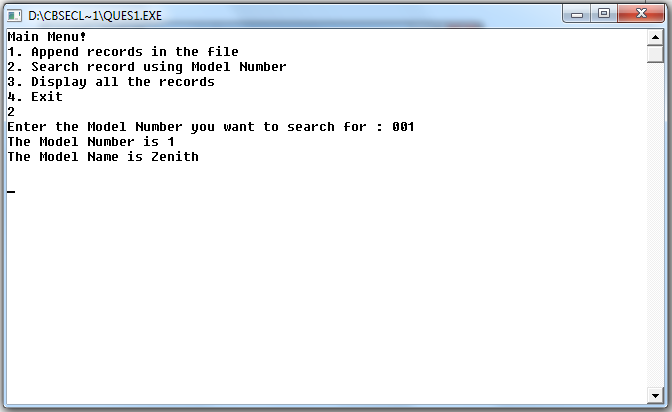 D:\CBSECL~1\QUES1.EXE
Main Menu!
1. Append records in the file
2. Search record using Model Number
3. Display all the records
4. Exit
2
Enter the Model Number you want to search for : 001
The Model Number is 1
The Model Name is Zenith